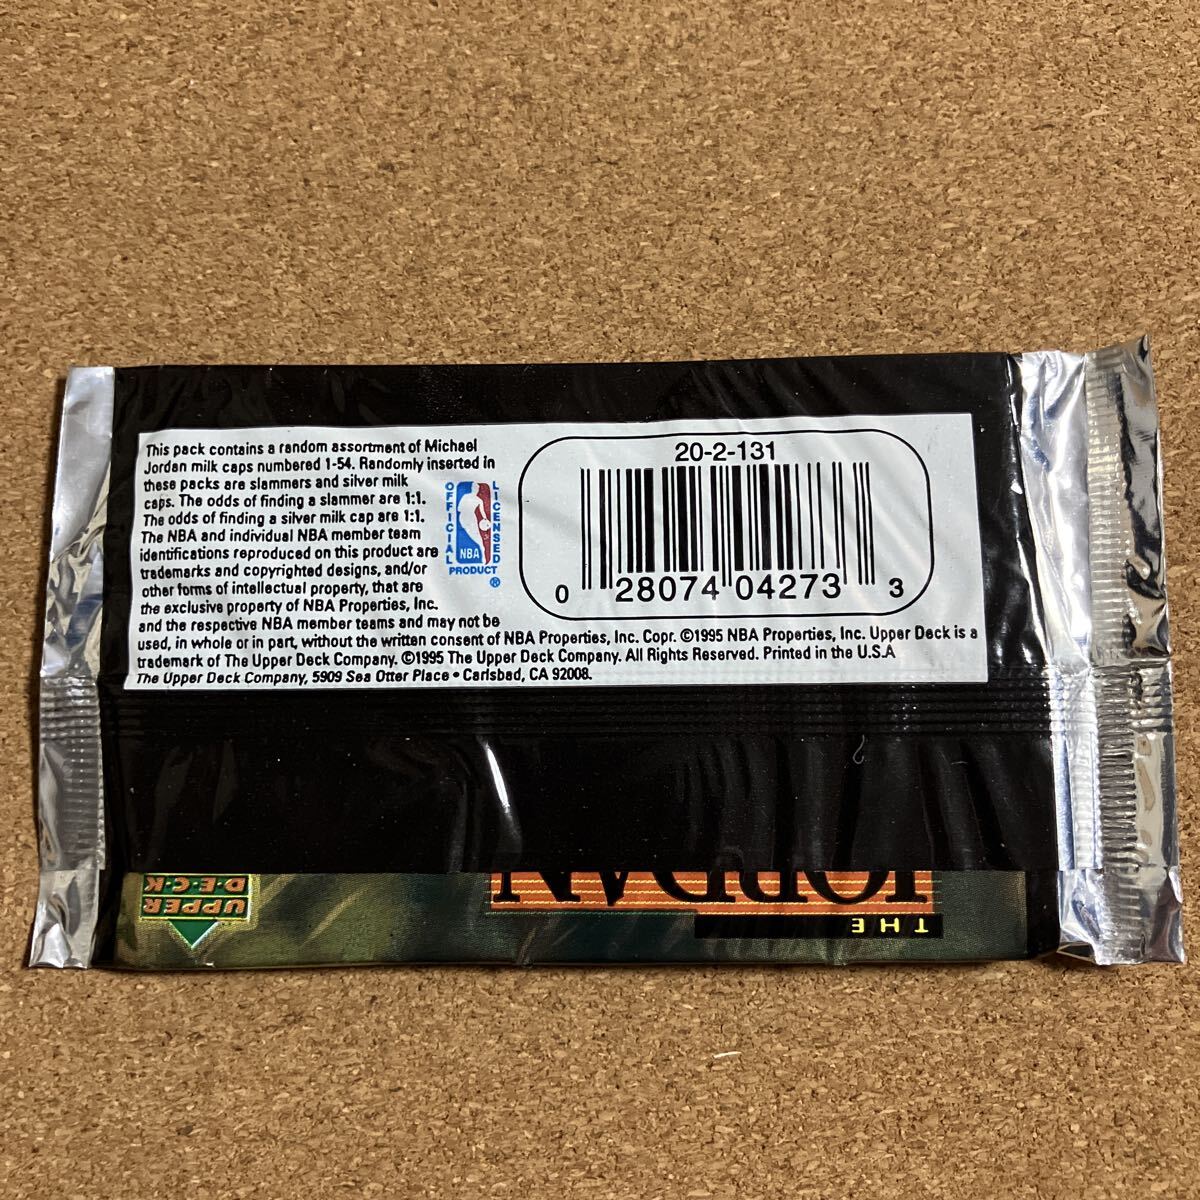 This pack contains a random assortment of Michael
Jordan milk caps numbered 1-54. Randomly inserted in
these packs are slammers and silver milk
caps. The odds of finding a slammer are 1:1.
The odds of finding a silver milk cap are 1:1.
The NBA and individual NBA member team
identifications reproduced on this product are
trademarks and copyrighted designs, and/or
other forms of intellectual property, that are
the exclusive property of NBA Properties, Inc.
and the respective NBA member teams and may not be
used, in whole or in part, without the written consent of NBA Properties, Inc. Copr. ©1995 NBA Properties, Inc. Upper Deck is a
trademark of The Upper Deck Company. ©1995 The Upper Deck Company. All Rights Reserved. Printed in the U.S.A
The Upper Deck Company, 5909 Sea Otter Place • Carlsbad, CA 92008.
OFFICIAL
LICENSED
NBA
PRODUCT
®
20-2-131
0 28074 04273 3
THE
JORDAN
UPPER
D·E·C·K